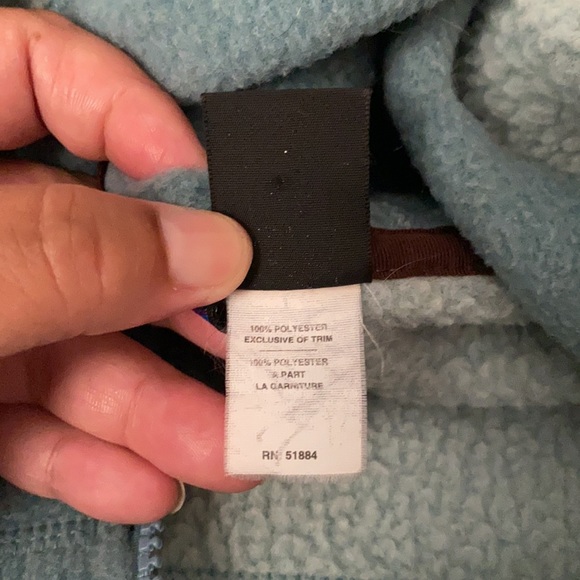 100% POLYESTER
EXCLUSIVE OF TRIM
100% POLYESTER
A PART
LA GARNITURE
RN: 51884